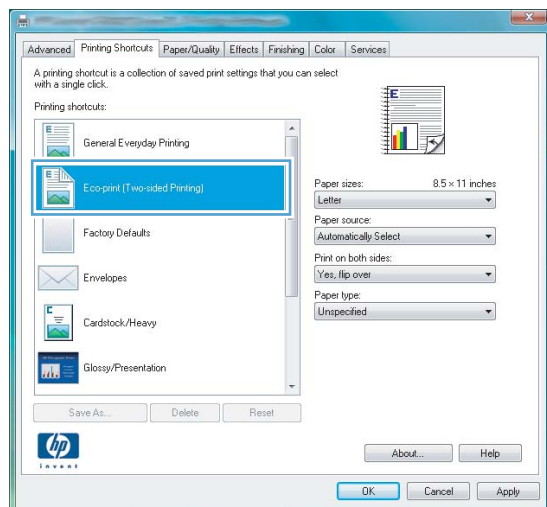 Advanced Printing Shortcuts Paper/Quality Effects Finishing Color Services
A printing shortcut is a collection of saved print settings that you can select
with a single click.
Printing shortcuts:
E
General Everyday Printing
E
Eco-print (Two-sided Printing)
Factory Defaults
Envelopes
E
Cardstock/Heavy
Glossy/Presentation
Save As... Delete Reset
E
Paper sizes: 8.5 × 11 inches
Letter
Paper source:
Automatically Select
Print on both sides:
Yes, flip over
Paper type:
Unspecified
hp
invent
About... Help
OK Cancel Apply